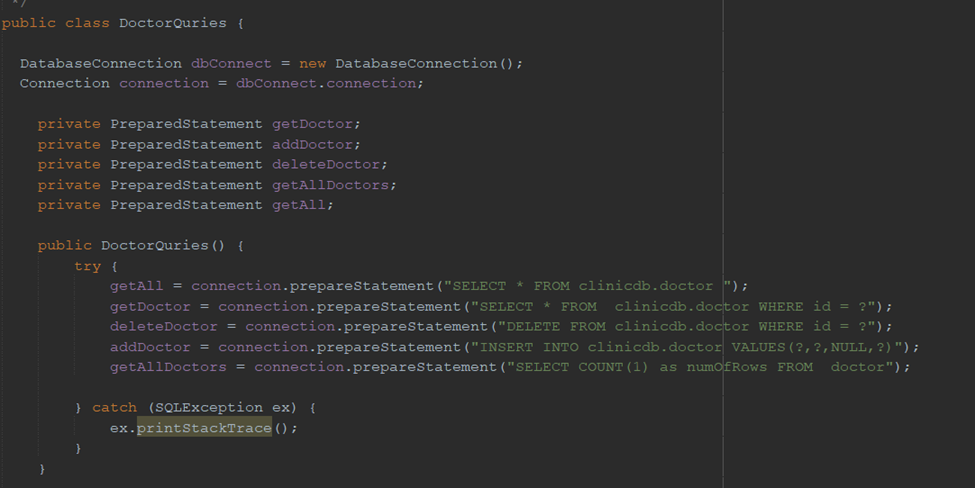 */
public class DoctorQuries {
DatabaseConnection dbConnect = new DatabaseConnection();
Connection connection = dbConnect.connection;
private PreparedStatement getDoctor;
private PreparedStatement addDoctor;
private PreparedStatement deleteDoctor;
private PreparedStatement getAllDoctors;
private PreparedStatement getAll;
public DoctorQuries() {
try {
getAll = connection.prepareStatement("SELECT * FROM clinicdb.doctor ");
getDoctor = connection.prepareStatement("SELECT * FROM  clinicdb.doctor WHERE id = ?");
deleteDoctor = connection.prepareStatement("DELETE FROM clinicdb.doctor WHERE id = ?");
addDoctor = connection.prepareStatement("INSERT INTO clinicdb.doctor VALUES(?,?,NULL,?)");
getAllDoctors = connection.prepareStatement("SELECT COUNT(1) as numOfRows FROM  doctor");
} catch (SQLException ex) {
ex.printStackTrace();
}
}